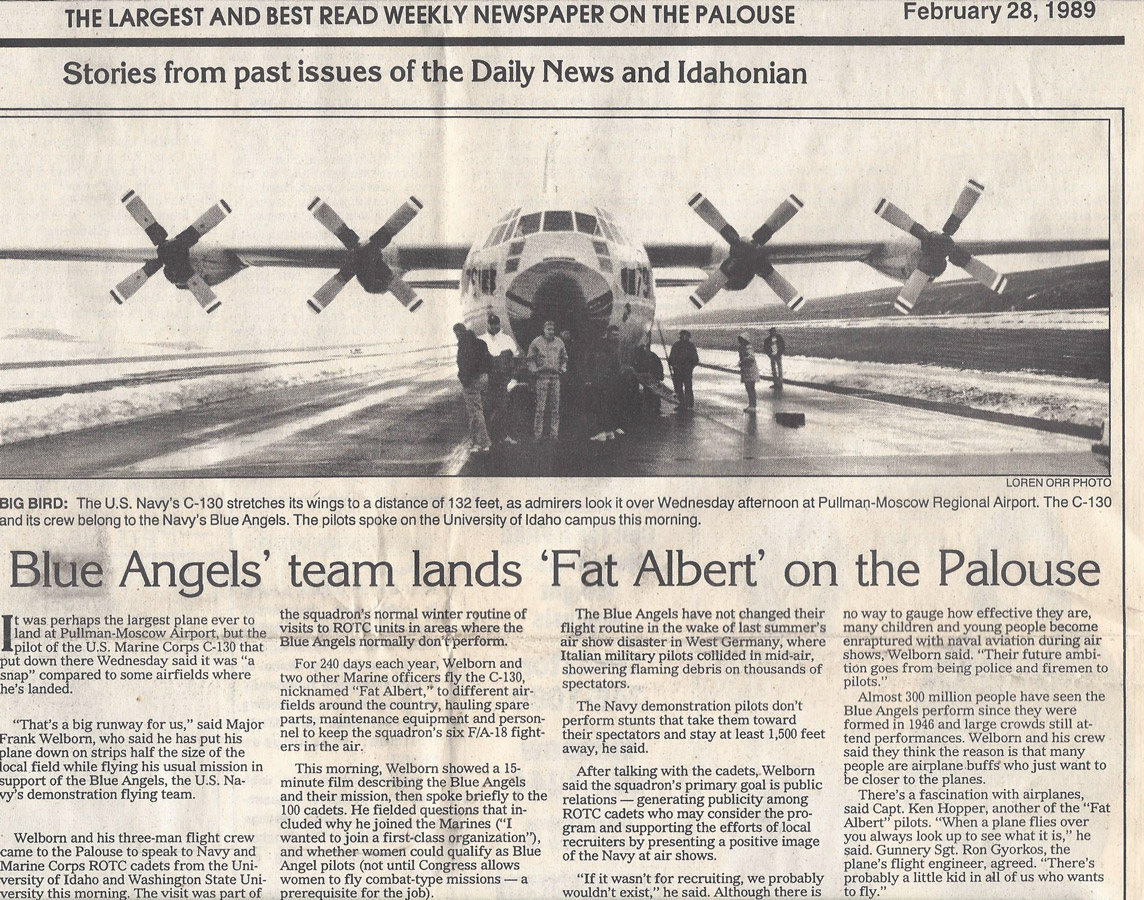 THE LARGEST AND BEST READ WEEKLY NEWSPAPER ON THE PALOUSE
February 28, 1989
Stories from past issues of the Daily News and Idahonian
LOREN ORR PHOTO
BIG BIRD: The U.S. Navy's C-130 stretches its wings to a distance of 132 feet, as admirers look it over Wednesday afternoon at Pullman-Moscow Regional Airport. The C-130
and its crew belong to the Navy's Blue Angels. The pilots spoke on the University of Idaho campus this morning.
Blue Angels' team lands 'Fat Albert' on the Palouse
It was perhaps the largest plane ever to
land at Pullman-Moscow Airport, but the
pilot of the U.S. Marine Corps C-130 that
put down there Wednesday said it was "a
snap" compared to some airfields where
he's landed.
"That's a big runway for us," said Major
Frank Welborn, who said he has put his
plane down on strips half the size of the
local field while flying his usual mission in
support of the Blue Angels, the U.S. Na-
vy's demonstration flying team.
Welborn and his three-man flight crew
came to the Palouse to speak to Navy and
Marine Corps ROTC cadets from the Uni-
versity of Idaho and Washington State Uni-
versity this morning. The visit was part of
the squadron's normal winter routine of
visits to ROTC units in areas where the
Blue Angels normally don't perform.
For 240 days each year, Welborn and
two other Marine officers fly the C-130,
nicknamed "Fat Albert," to different air-
fields around the country, hauling spare
parts, maintenance equipment and person-
nel to keep the squadron's six F/A-18 fight-
ers in the air.
This morning, Welborn showed a 15-
minute film describing the Blue Angels
and their mission, then spoke briefly to the
100 cadets. He fielded questions that in-
cluded why he joined the Marines ("I
wanted to join a first-class organization"),
and whether women could qualify as Blue
Angel pilots (not until Congress allows
women to fly combat-type missions — a
prerequisite for the job).
The Blue Angels have not changed their
flight routine in the wake of last summer's
air show disaster in West Germany, where
Italian military pilots collided in mid-air,
showering flaming debris on thousands of
spectators.
The Navy demonstration pilots don't
perform stunts that take them toward
their spectators and stay at least 1,500 feet
away, he said.
After talking with the cadets, Welborn
said the squadron's primary goal is public
relations — generating publicity among
ROTC cadets who may consider the pro-
gram and supporting the efforts of local
recruiters by presenting a positive image
of the Navy at air shows.
"If it wasn't for recruiting, we probably
wouldn't exist," he said. Although there is
no way to gauge how effective they are,
many children and young people become
enraptured with naval aviation during air
shows, Welborn said. "Their future ambi-
tion goes from being police and firemen to
pilots."
Almost 300 million people have seen the
Blue Angels perform since they were
formed in 1946 and large crowds still at-
tend performances. Welborn and his crew
said they think the reason is that many
people are airplane buffs who just want to
be closer to the planes.
There's a fascination with airplanes,
said Capt. Ken Hopper, another of the "Fat
Albert" pilots. "When a plane flies over
you always look up to see what it is," he
said. Gunnery Sgt. Ron Gyorkos, the
plane's flight engineer, agreed. "There's
probably a little kid in all of us who wants
to fly."